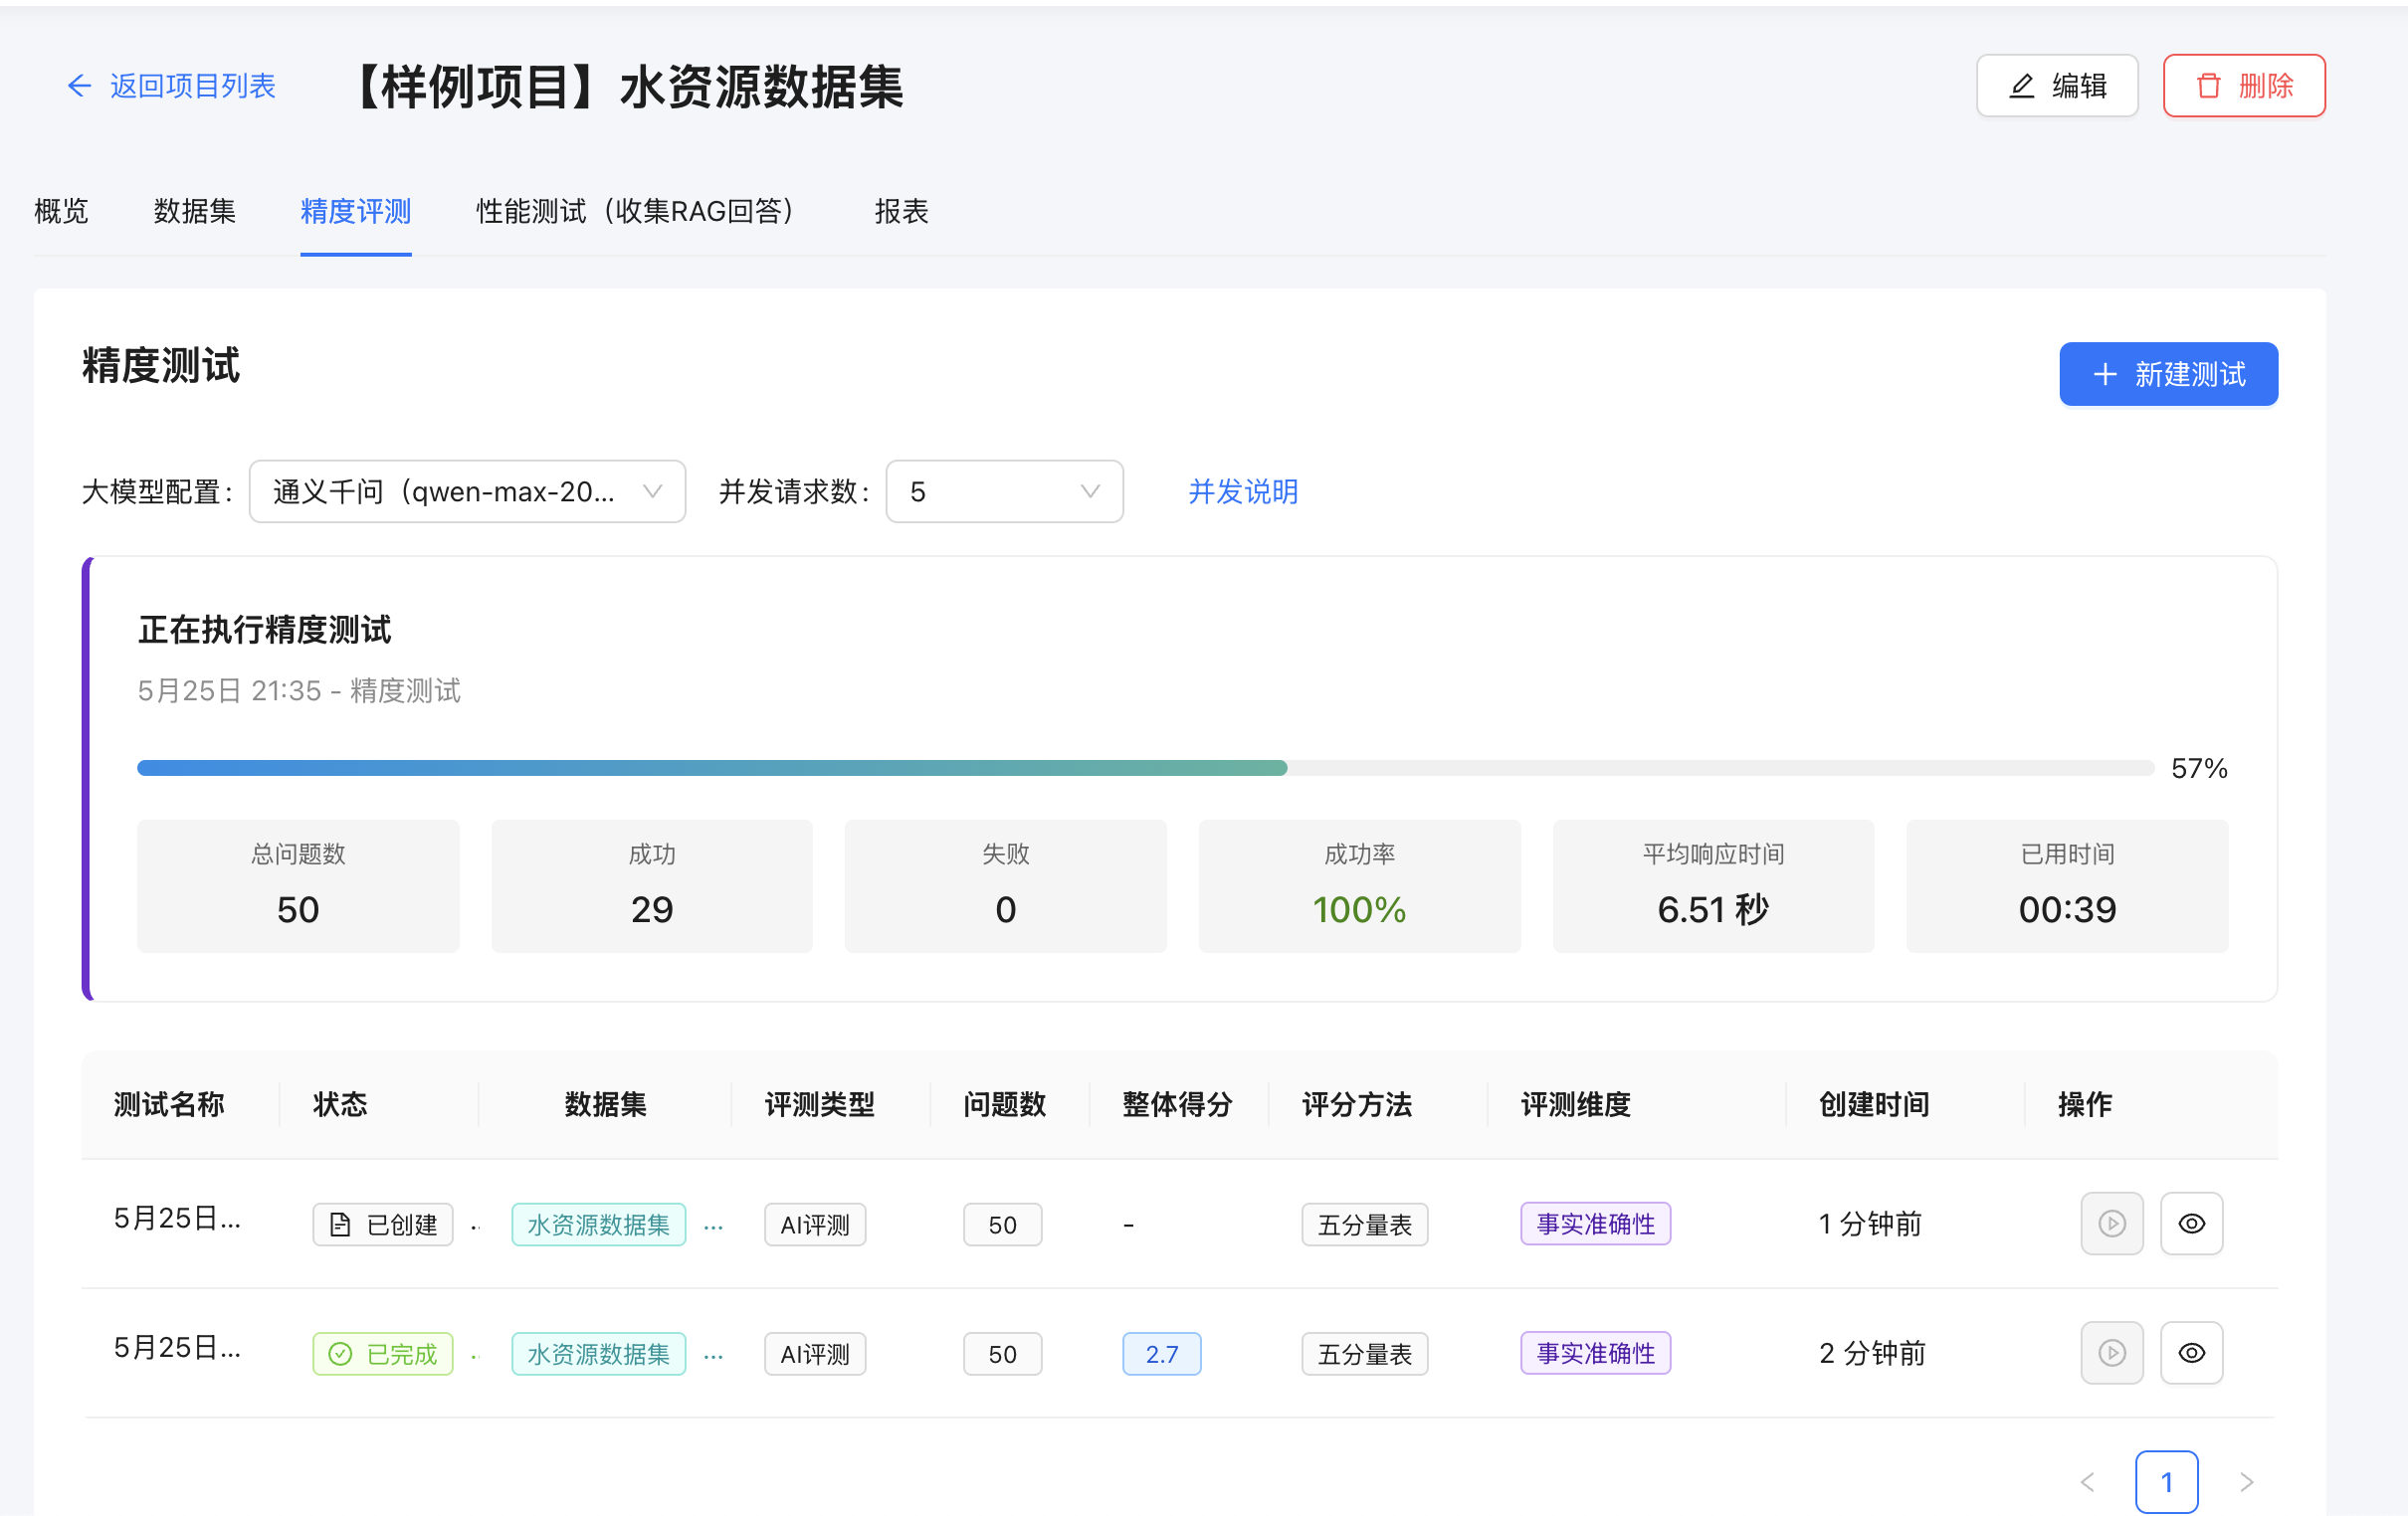 返回项目列表 【样例项目】水资源数据集 编辑 删除
概览 数据集 精度评测 性能测试（收集RAG回答） 报表
精度测试
新建测试
大模型配置: 通义千问（qwen-max-20... 并发请求数: 5 并发说明
正在执行精度测试
5月25日 21:35 - 精度测试
57%
总问题数 成功 失败 成功率 平均响应时间 已用时间
50 29 0 100% 6.51 秒 00:39
测试名称 状态 数据集 评测类型 问题数 整体得分 评分方法 评测维度 创建时间 操作
5月25日... 已创建 水资源数据集 ... AI评测 50 - 五分量表 事实准确性 1 分钟前
5月25日... 已完成 水资源数据集 ... AI评测 50 2.7 五分量表 事实准确性 2 分钟前
1